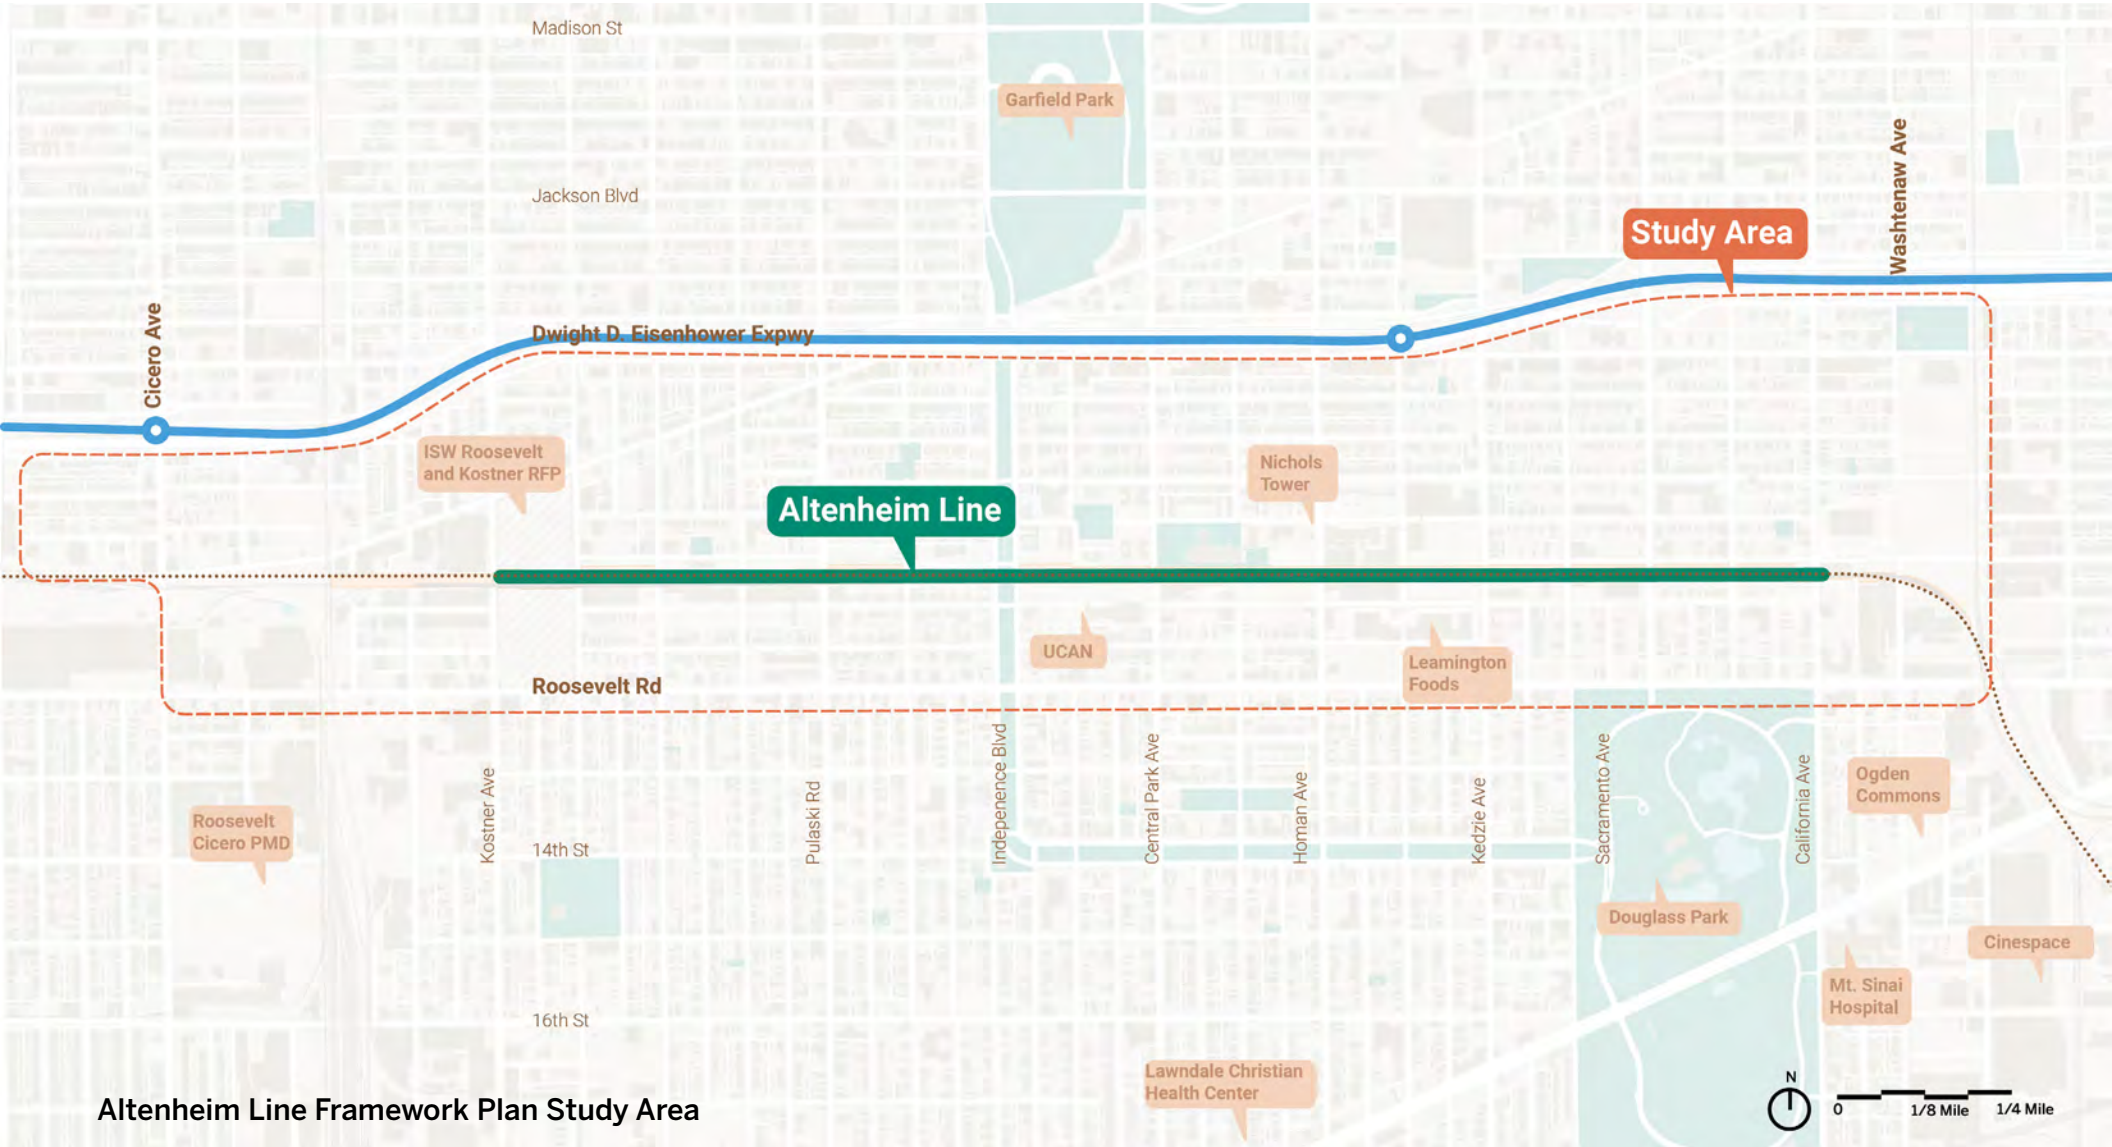 Madison St
Garfield Park
Jackson Blvd
Washtenaw Ave
Study Area
Cicero Ave
Dwight D. Eisenhower Expwy
ISW Roosevelt
and Kostner RFP
Nichols
Tower
Altenheim Line
UCAN
Leamington
Foods
Roosevelt Rd
Kostner Ave
Pulaski Rd
Indepenence Blvd
Central Park Ave
Homan Ave
Kedzie Ave
Sacramento Ave
California Ave
Ogden
Commons
Roosevelt
Cicero PMD
14th St
Douglass Park
Cinespace
Mt. Sinai
Hospital
16th St
Lawndale Christian
Health Center
Altenheim Line Framework Plan Study Area
N
0 1/8 Mile 1/4 Mile